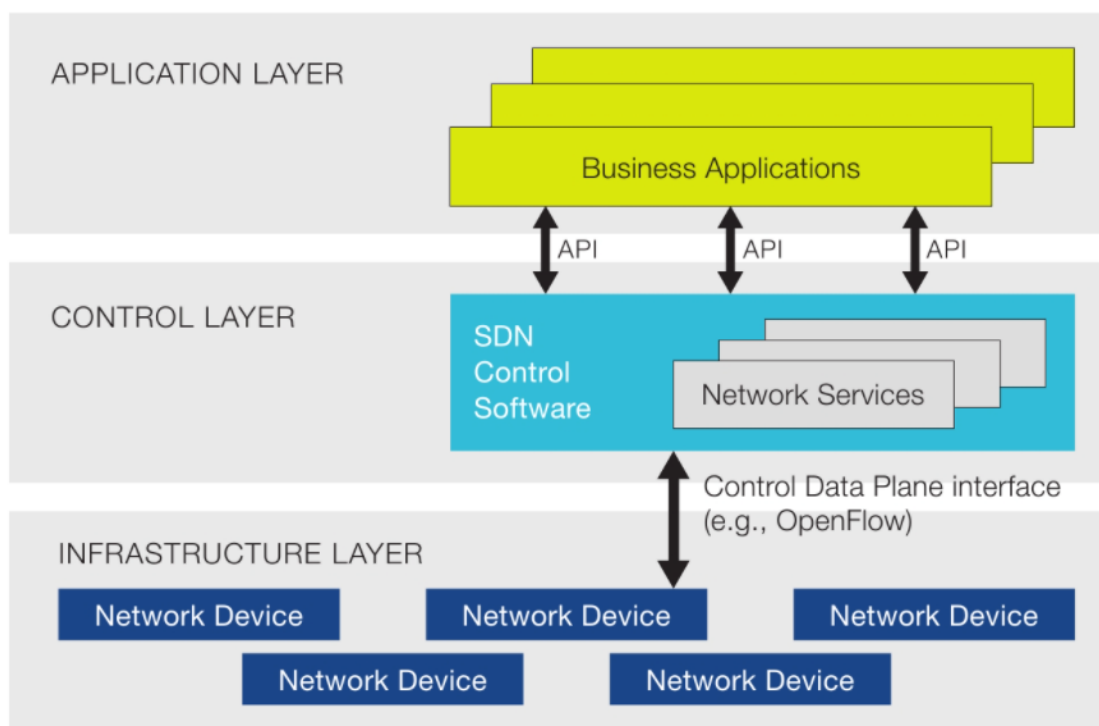 APPLICATION LAYER
Business Applications
API
API
API
CONTROL LAYER
SDN
Control
Software
Network Services
Control Data Plane interface
(e.g., OpenFlow)
INFRASTRUCTURE LAYER
Network Device
Network Device
Network Device
Network Device
Network Device